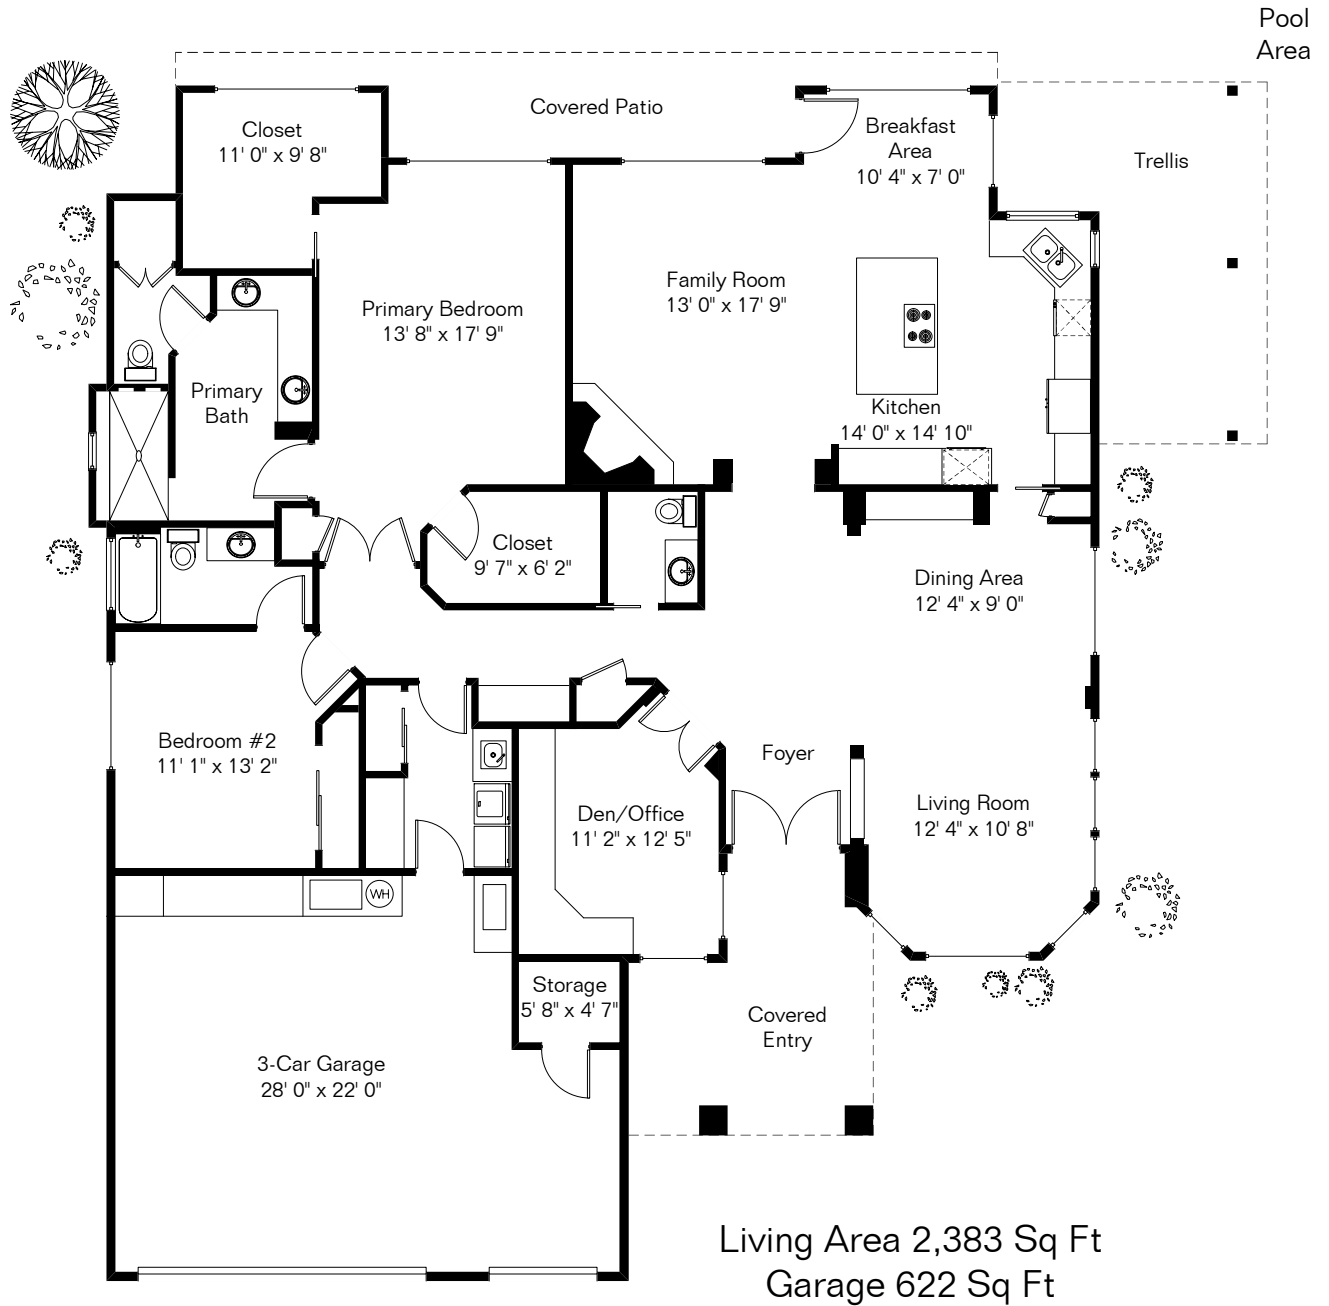 Pool
Area
Covered Patio
Closet
11' 0" x 9' 8"
Breakfast
Area
10' 4" x 7' 0"
Trellis
Family Room
13' 0" x 17' 9"
Primary Bedroom
13' 8" x 17' 9"
Primary
Bath
Kitchen
14' 0" x 14' 10"
Closet
9' 7" x 6' 2"
Dining Area
12' 4" x 9' 0"
Bedroom #2
11' 1" x 13' 2"
Foyer
Den/Office
11' 2" x 12' 5"
Living Room
12' 4" x 10' 8"
WH
Storage
5' 8" x 4' 7"
Covered
Entry
3-Car Garage
28' 0" x 22' 0"
Living Area 2,383 Sq Ft
Garage 622 Sq Ft